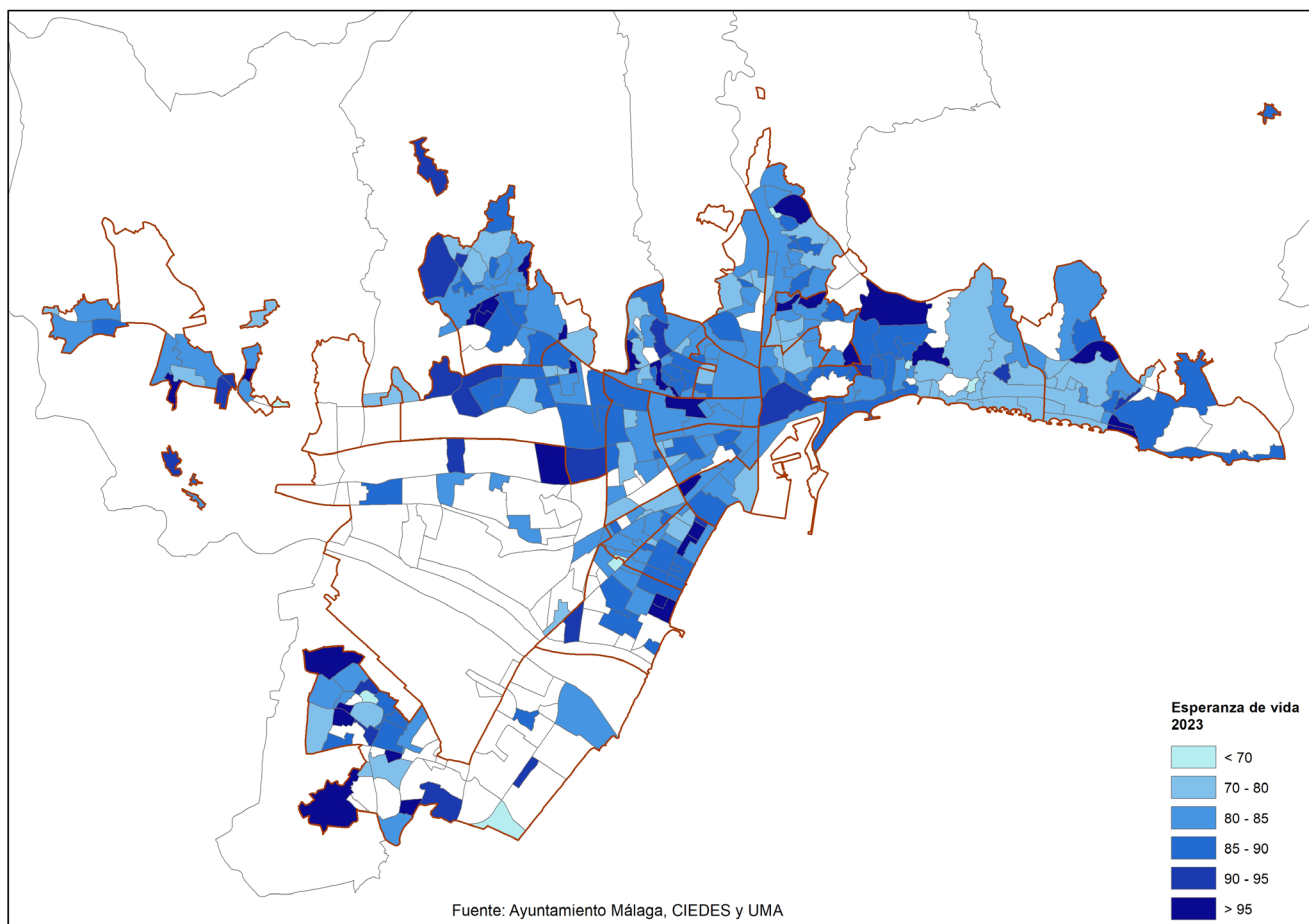 Esperanza de vida
2023
< 70
70 - 80
80 - 85
85 - 90
90 - 95
> 95
Fuente: Ayuntamiento Málaga, CIEDES y UMA